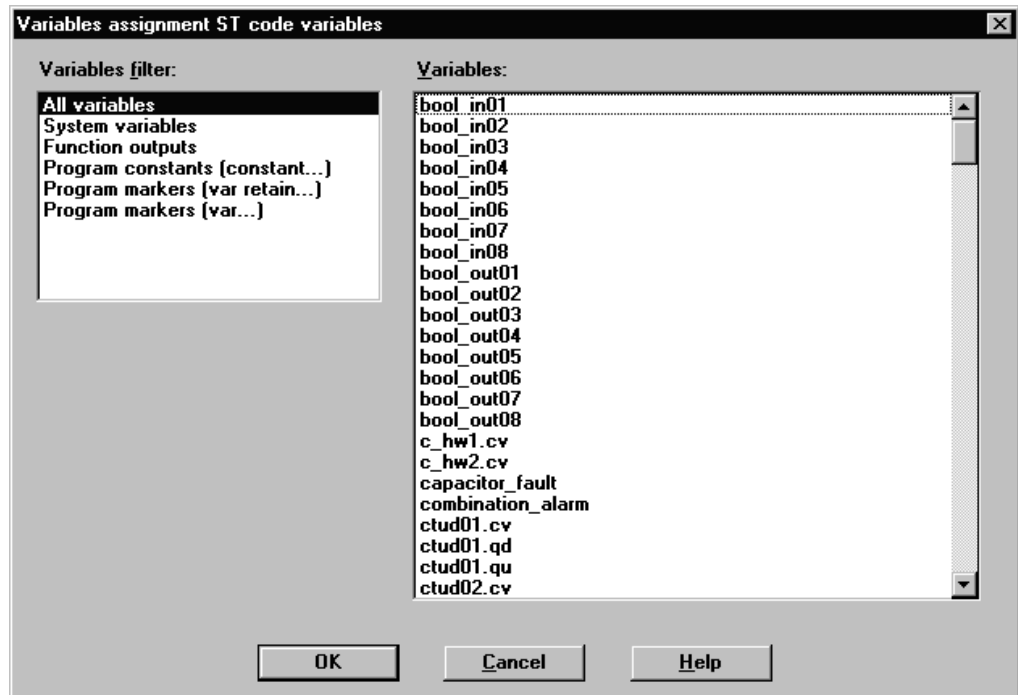 Variables assignment ST code variables
Variables filter:
All variables
System variables
Function outputs
Program constants (constant...)
Program markers (var retain...)
Program markers (var...)
Variables:
bool_in01
bool_in02
bool_in03
bool_in04
bool_in05
bool_in06
bool_in07
bool_in08
bool_out01
bool_out02
bool_out03
bool_out04
bool_out05
bool_out06
bool_out07
bool_out08
c_hw1.cv
c_hw2.cv
capacitor_fault
combination_alarm
ctud01.cv
ctud01.qd
ctud01.qu
ctud02.cv
OK Cancel Help